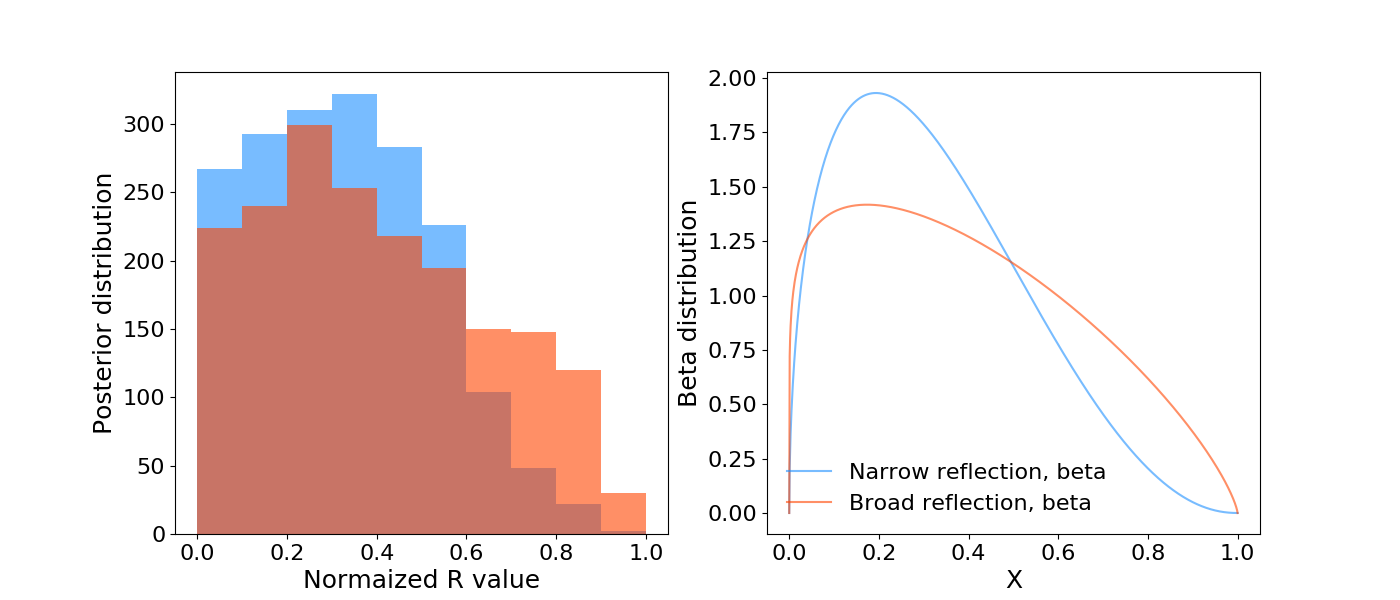 Posterior distribution
300
250
200
150
100
50
0
0.0 0.2 0.4 0.6 0.8 1.0
Normaized R value
Beta distribution
2.00
1.75
1.50
1.25
1.00
0.75
0.50
0.25
0.00
Narrow reflection, beta
Broad reflection, beta
0.0 0.2 0.4 0.6 0.8 1.0
X